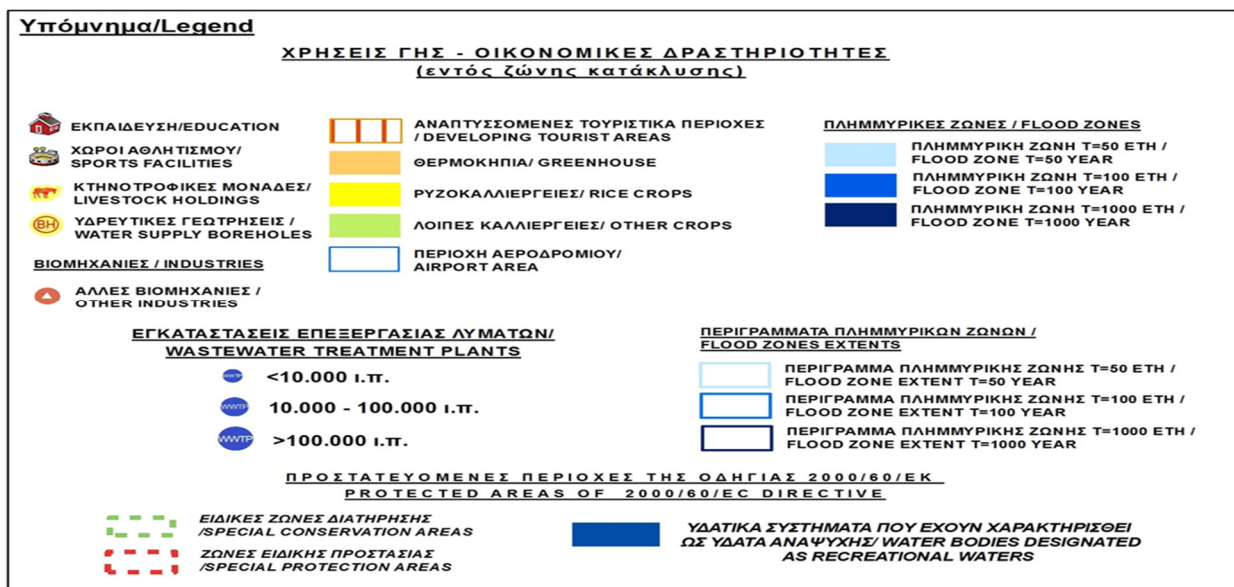 Υπόμνημα/Legend
ΧΡΗΣΕΙΣ ΓΗΣ - ΟΙΚΟΝΟΜΙΚΕΣ ΔΡΑΣΤΗΡΙΟΤΗΤΕΣ
(εντός ζώνης κατάκλυσης)
ΕΚΠΑΙΔΕΥΣΗ/EDUCATION
ΧΩΡΟΙ ΑΘΛΗΤΙΣΜΟΥ/
SPORTS FACILITIES
ΚΤΗΝΟΤΡΟΦΙΚΕΣ ΜΟΝΑΔΕΣ/
LIVESTOCK HOLDINGS
BH
ΥΔΡΕΥΤΙΚΕΣ ΓΕΩΤΡΗΣΕΙΣ /
WATER SUPPLY BOREHOLES
ΒΙΟΜΗΧΑΝΙΕΣ / INDUSTRIES
ΑΛΛΕΣ ΒΙΟΜΗΧΑΝΙΕΣ /
OTHER INDUSTRIES
ΑΝΑΠΤΥΣΣΟΜΕΝΕΣ ΤΟΥΡΙΣΤΙΚΑ ΠΕΡΙΟΧΕΣ
/ DEVELOPING TOURIST AREAS
ΘΕΡΜΟΚΗΠΙΑ/ GREENHOUSE
ΡΥΖΟΚΑΛΛΙΕΡΓΕΙΕΣ/ RICE CROPS
ΛΟΙΠΕΣ ΚΑΛΛΙΕΡΓΕΙΕΣ/ OTHER CROPS
ΠΕΡΙΟΧΗ ΑΕΡΟΔΡΟΜΙΟΥ/
AIRPORT AREA
ΠΛΗΜΜΥΡΙΚΕΣ ΖΩΝΕΣ / FLOOD ZONES
ΠΛΗΜΜΥΡΙΚΗ ΖΩΝΗ T=50 ΕΤΗ /
FLOOD ZONE T=50 YEAR
ΠΛΗΜΜΥΡΙΚΗ ΖΩΝΗ T=100 ΕΤΗ /
FLOOD ZONE T=100 YEAR
ΠΛΗΜΜΥΡΙΚΗ ΖΩΝΗ T=1000 ΕΤΗ /
FLOOD ZONE T=1000 YEAR
ΕΓΚΑΤΑΣΤΑΣΕΙΣ ΕΠΕΞΕΡΓΑΣΙΑΣ ΛΥΜΑΤΩΝ/
WASTEWATER TREATMENT PLANTS
WWTP <10.000 ι.π.
WWTP 10.000 - 100.000 ι.π.
WWTP >100.000 ι.π.
ΠΕΡΙΓΡΑΜΜΑΤΑ ΠΛΗΜΜΥΡΙΚΩΝ ΖΩΝΩΝ /
FLOOD ZONES EXTENTS
ΠΕΡΙΓΡΑΜΜΑ ΠΛΗΜΜΥΡΙΚΗΣ ΖΩΝΗΣ T=50 ΕΤΗ /
FLOOD ZONE EXTENT T=50 YEAR
ΠΕΡΙΓΡΑΜΜΑ ΠΛΗΜΜΥΡΙΚΗΣ ΖΩΝΗΣ T=100 ΕΤΗ /
FLOOD ZONE EXTENT T=100 YEAR
ΠΕΡΙΓΡΑΜΜΑ ΠΛΗΜΜΥΡΙΚΗΣ ΖΩΝΗΣ T=1000 ΕΤΗ /
FLOOD ZONE EXTENT T=1000 YEAR
ΠΡΟΣΤΑΤΕΥΟΜΕΝΕΣ ΠΕΡΙΟΧΕΣ ΤΗΣ ΟΔΗΓΙΑΣ 2000/60/ΕΚ
PROTECTED AREAS OF 2000/60/EC DIRECTIVE
ΕΙΔΙΚΕΣ ΖΩΝΕΣ ΔΙΑΤΗΡΗΣΗΣ
/SPECIAL CONSERVATION AREAS
ΖΩΝΕΣ ΕΙΔΙΚΗΣ ΠΡΟΣΤΑΣΙΑΣ
/SPECIAL PROTECTION AREAS
ΥΔΑΤΙΚΑ ΣΥΣΤΗΜΑΤΑ ΠΟΥ ΕΧΟΥΝ ΧΑΡΑΚΤΗΡΙΣΘΕΙ
ΩΣ ΥΔΑΤΑ ΑΝΑΨΥΧΗΣ/ WATER BODIES DESIGNATED
AS RECREATIONAL WATERS